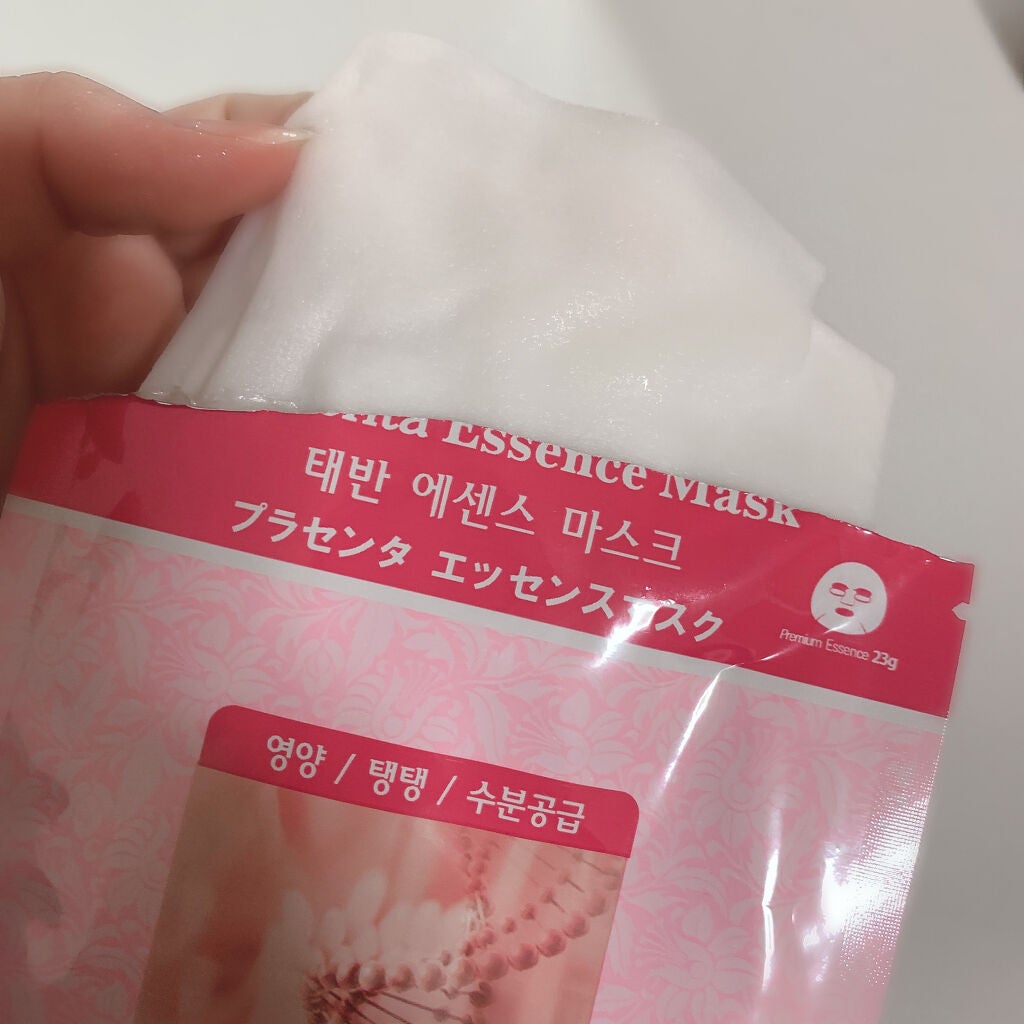 Essence Mask
태반 에센스 마스크
プラセンタ エッセンスマスク
Premium Essence 23g
영양 / 탱탱 / 수분공급